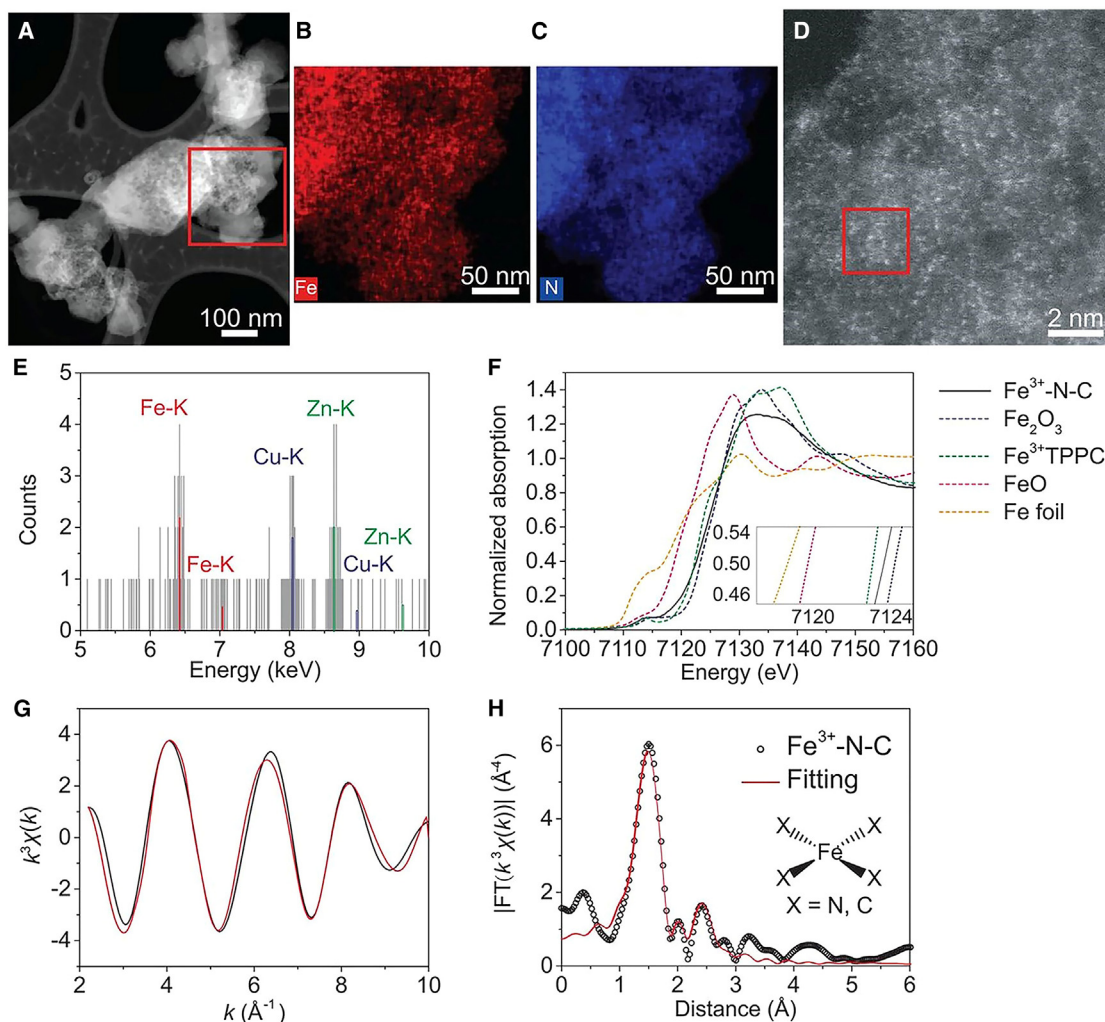 A
100 nm
B
Fe
50 nm
C
N
50 nm
D
2 nm
E
5
4
3
2
1
0
Counts
Fe-K
Zn-K
Cu-K
Zn-K
Fe-K
Cu-K
5 6 7 8 9 10
Energy (keV)
F
1.4
1.2
1.0
0.8
0.6
0.4
0.2
0.0
Normalized absorption
0.54
0.50
0.46
7120 7124
7100 7110 7120 7130 7140 7150 7160
Energy (eV)
Fe³⁺-N-C
Fe₂O₃
Fe³⁺TPPC
FeO
Fe foil
G
4
2
0
-2
-4
k³χ(k)
2 4 6 8 10
k (Å⁻¹)
H
6
4
2
0
|FT(k³χ(k))| (Å⁻⁴)
Fe³⁺-N-C
Fitting
X X
Fe
X X
X = N, C
0 1 2 3 4 5 6
Distance (Å)